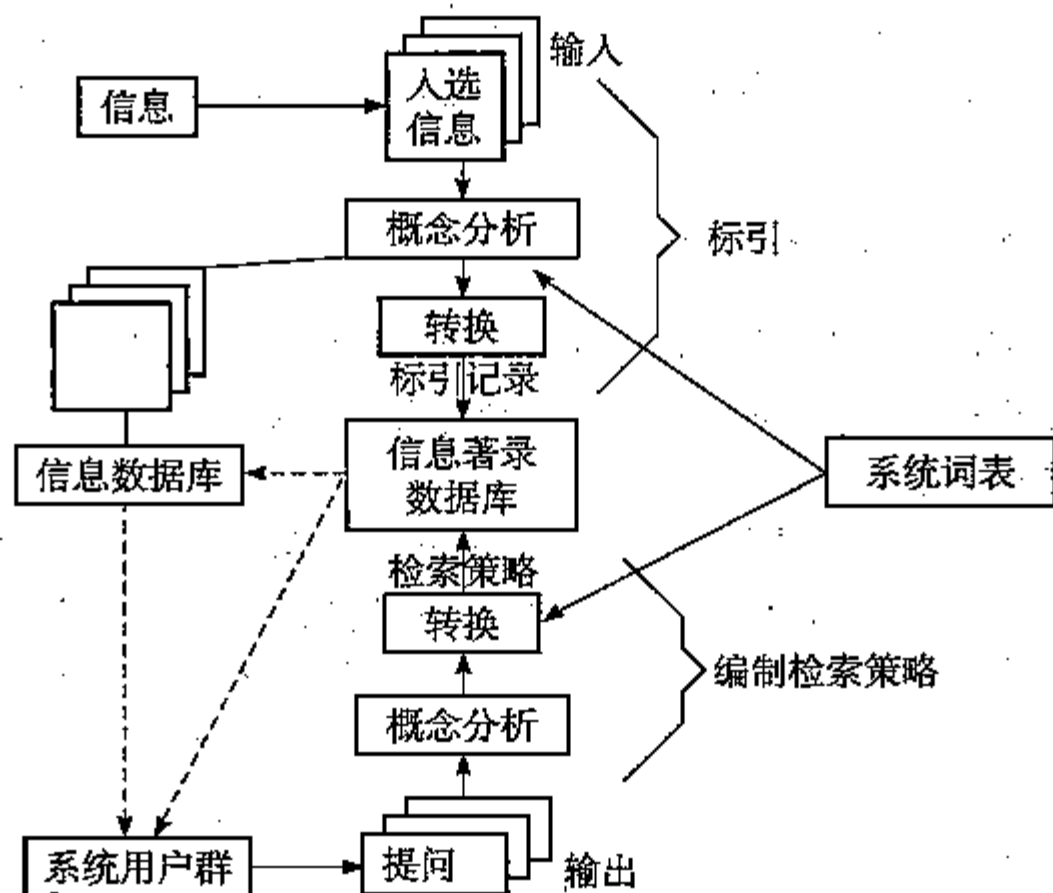 输入
信息
人选
信息
概念分析
标引
转换
标引记录
信息著录
数据库
信息数据库
系统词表
检索策略
转换
编制检索策略
概念分析
系统用户群
提问
输出